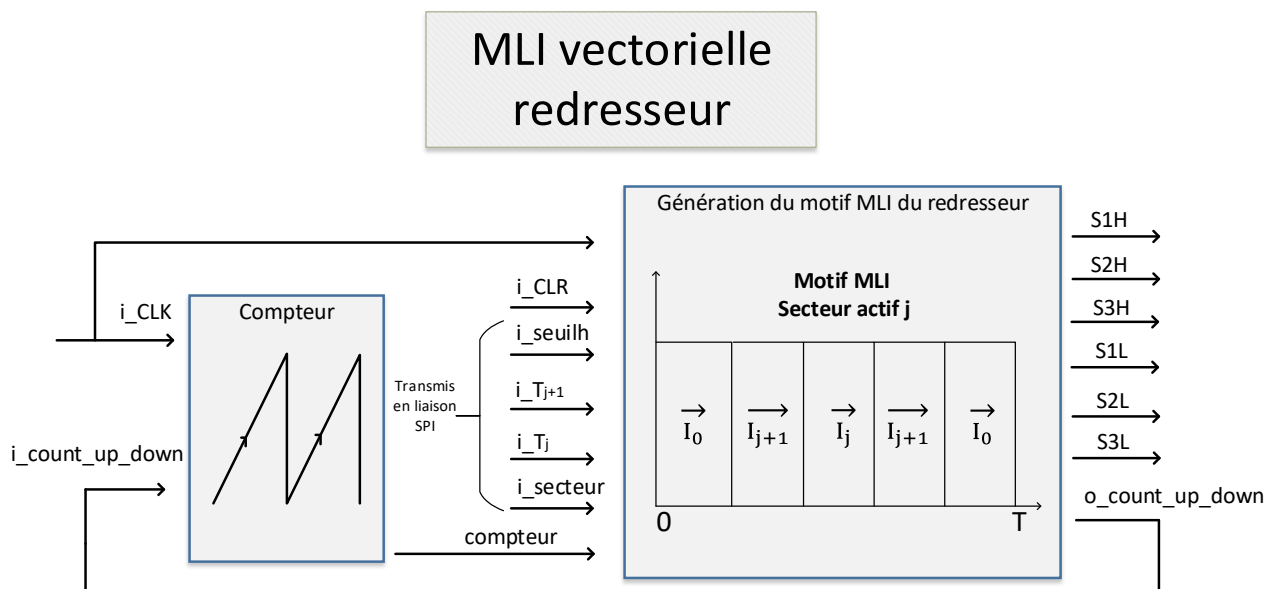 MLI vectorielle
redresseur
Génération du motif MLI du redresseur
S1H
S2H
S3H
S1L
S2L
S3L
o_count_up_down
i_CLK
Compteur
i_count_up_down
Transmis
en liaison
SPI
i_CLR
i_seuilh
i_Tj+1
i_Tj
i_secteur
compteur
Motif MLI
Secteur actif j
I0
Ij+1
Ij
Ij+1
I0
0
T